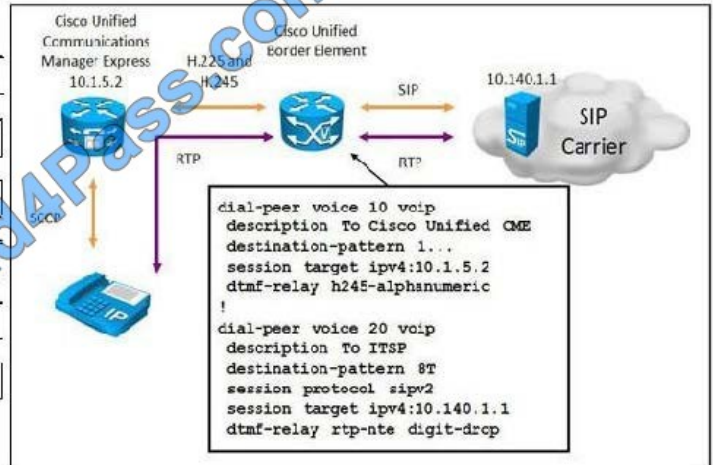 Cisco Unified
Communications
Manager Express
10.1.5.2
H.225 and
H.245
Cisco Unified
Border Element
SIP
10.140.1.1
SIP
Carrier
RTP
RTP
SCCP
IP
dial-peer voice 10 voip
description To Cisco Unified CME
destination-pattern 1...
session target ipv4:10.1.5.2
dtmf-relay h245-alphanumeric
!
dial-peer voice 20 voip
description To ITSP
destination-pattern 8T
session protocol sipv2
session target ipv4:10.140.1.1
dtmf-relay rtp-nte digit-drop